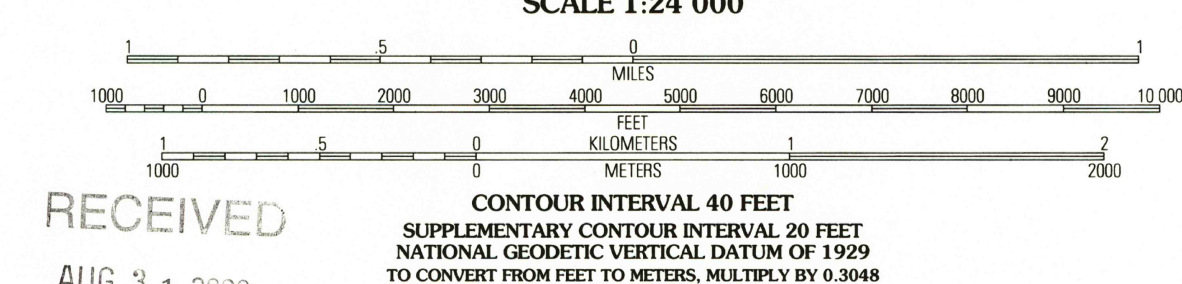 SCALE 1:24 000
1 .5 0 1
MILES
1000 0 1000 2000 3000 4000 5000 6000 7000 8000 9000 10 000
FEET
1 .5 0 KILOMETERS 1 2
1000 0 METERS 1000 2000
CONTOUR INTERVAL 40 FEET
SUPPLEMENTARY CONTOUR INTERVAL 20 FEET
NATIONAL GEODETIC VERTICAL DATUM OF 1929
TO CONVERT FROM FEET TO METERS, MULTIPLY BY 0.3048
RECEIVED
AUG 3 1